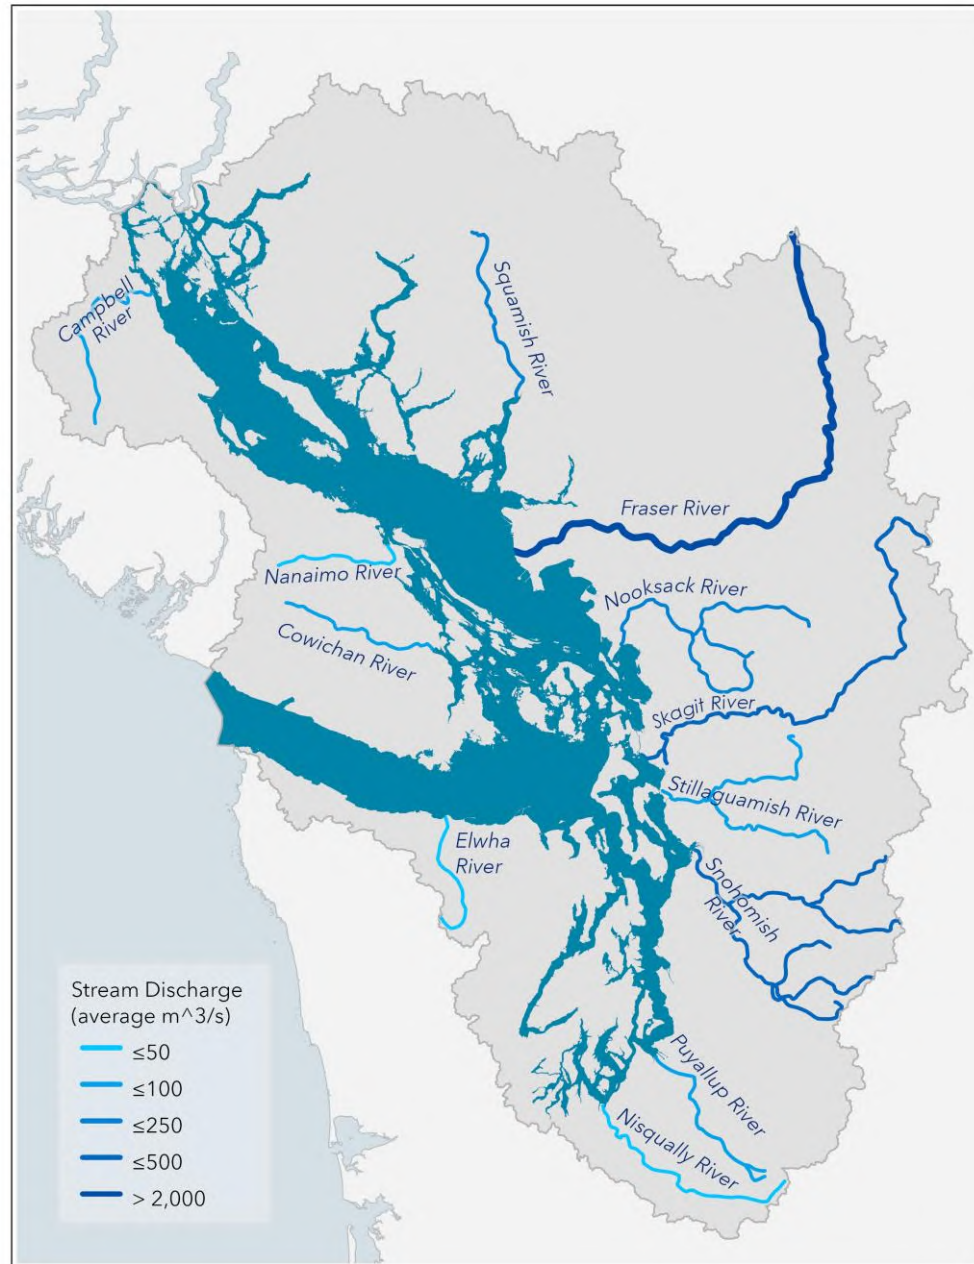 Campbell
River
Squamish River
Fraser River
Nanaimo River
Nooksack River
Cowichan River
Skagit River
Stillaguamish River
Elwha
River
Snohomish
River
Puyallup River
Nisqually River
Stream Discharge
(average m^3/s)
≤50
≤100
≤250
≤500
> 2,000